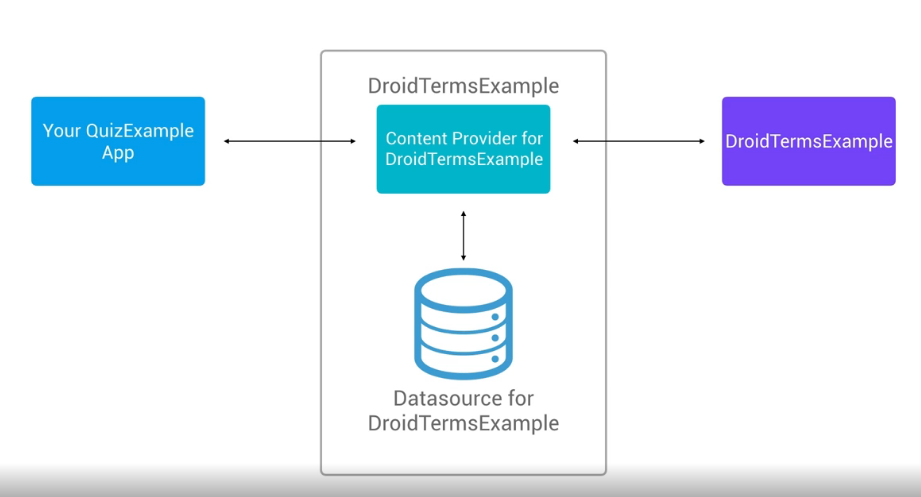 DroidTermsExample
Your QuizExample
App
Content Provider for
DroidTermsExample
DroidTermsExample
Datasource for
DroidTermsExample